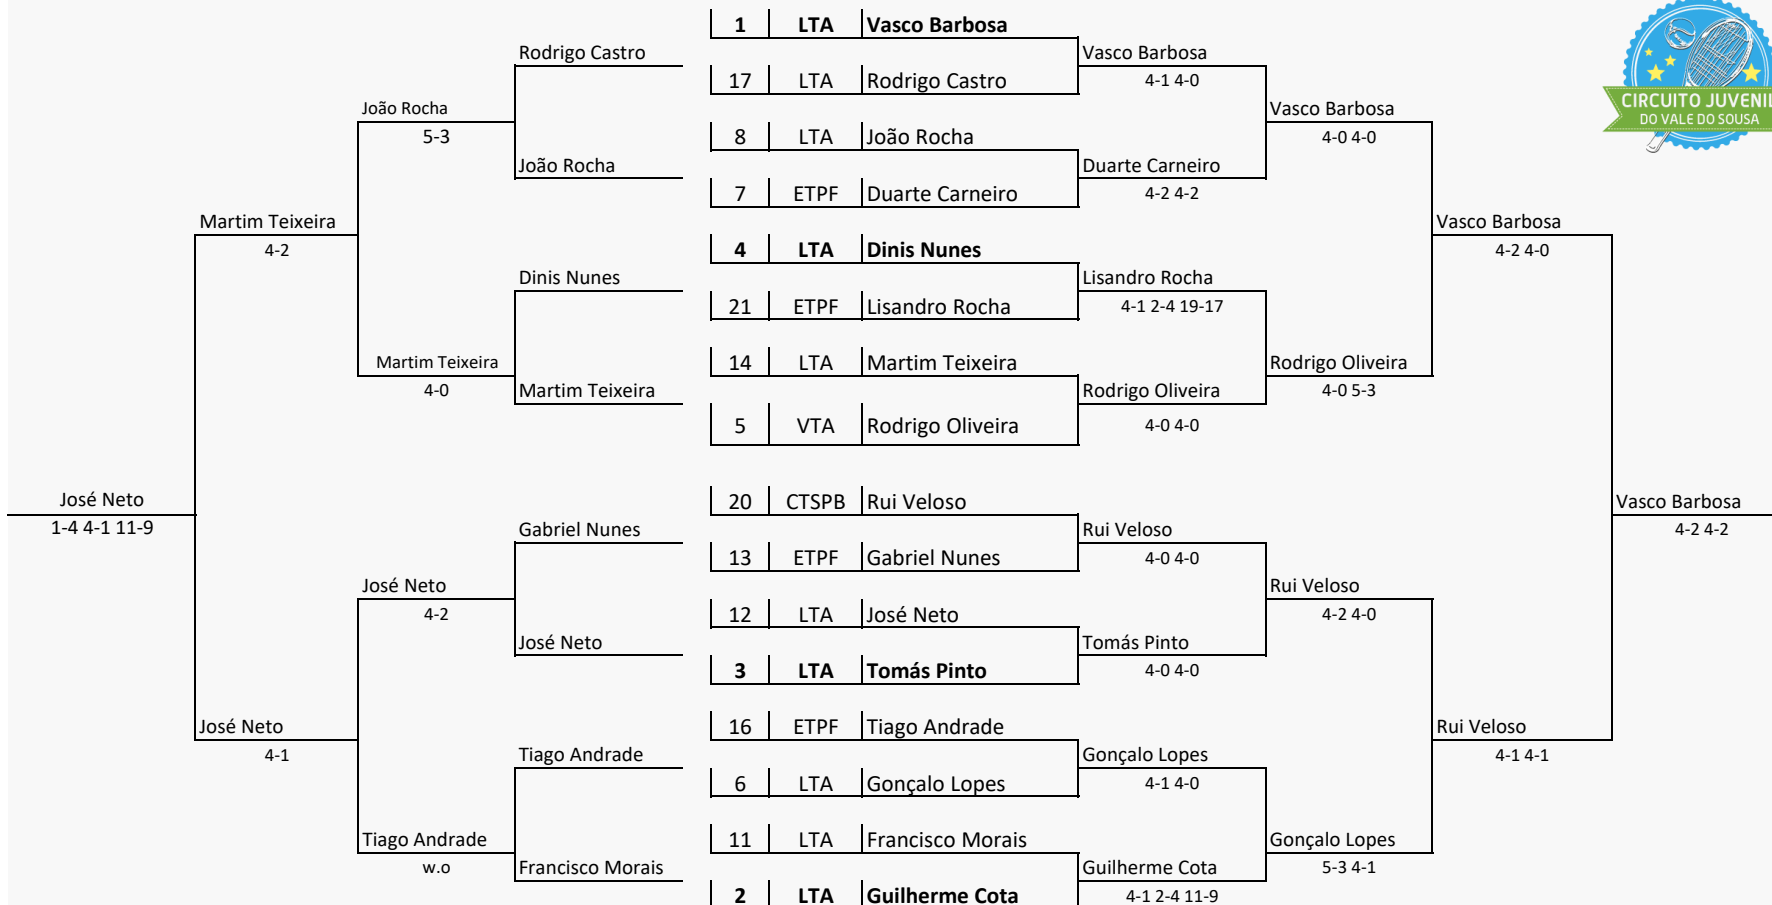 1 LTA Vasco Barbosa
Rodrigo Castro
Vasco Barbosa
17 LTA Rodrigo Castro
4-1 4-0
CIRCUITO JUVENIL
DO VALE DO SOUSA
João Rocha
Vasco Barbosa
5-3
8 LTA João Rocha
4-0 4-0
João Rocha
Duarte Carneiro
7 ETPF Duarte Carneiro
4-2 4-2
Martim Teixeira
Vasco Barbosa
4-2
4 LTA Dinis Nunes
4-2 4-0
Dinis Nunes
Lisandro Rocha
21 ETPF Lisandro Rocha
4-1 2-4 19-17
Martim Teixeira
14 LTA Martim Teixeira
Rodrigo Oliveira
4-0
Martim Teixeira
Rodrigo Oliveira
4-0 5-3
5 VTA Rodrigo Oliveira
4-0 4-0
José Neto
20 CTSPB Rui Veloso
Vasco Barbosa
1-4 4-1 11-9
Gabriel Nunes
Rui Veloso
4-2 4-2
13 ETPF Gabriel Nunes
4-0 4-0
José Neto
Rui Veloso
4-2
12 LTA José Neto
4-2 4-0
José Neto
Tomás Pinto
3 LTA Tomás Pinto
4-0 4-0
José Neto
16 ETPF Tiago Andrade
Rui Veloso
4-1
Tiago Andrade
Gonçalo Lopes
4-1 4-1
6 LTA Gonçalo Lopes
4-1 4-0
Tiago Andrade
11 LTA Francisco Morais
Gonçalo Lopes
w.o
Francisco Morais
Guilherme Cota
5-3 4-1
2 LTA Guilherme Cota
4-1 2-4 11-9